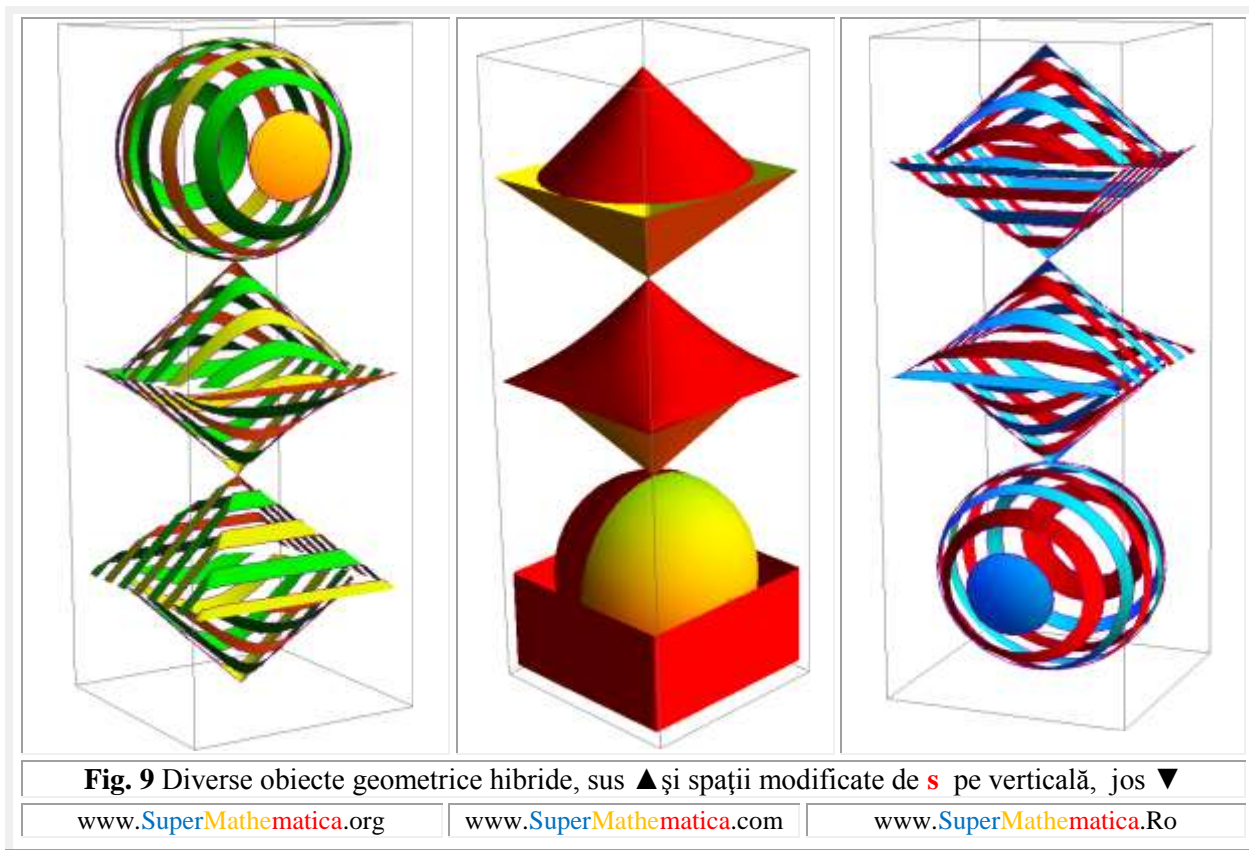 Fig. 9 Diverse obiecte geometrice hibride, sus ▲şi spaţii modificate de s pe verticală, jos ▼
www.SuperMathematica.org
www.SuperMathematica.com
www.SuperMathematica.Ro